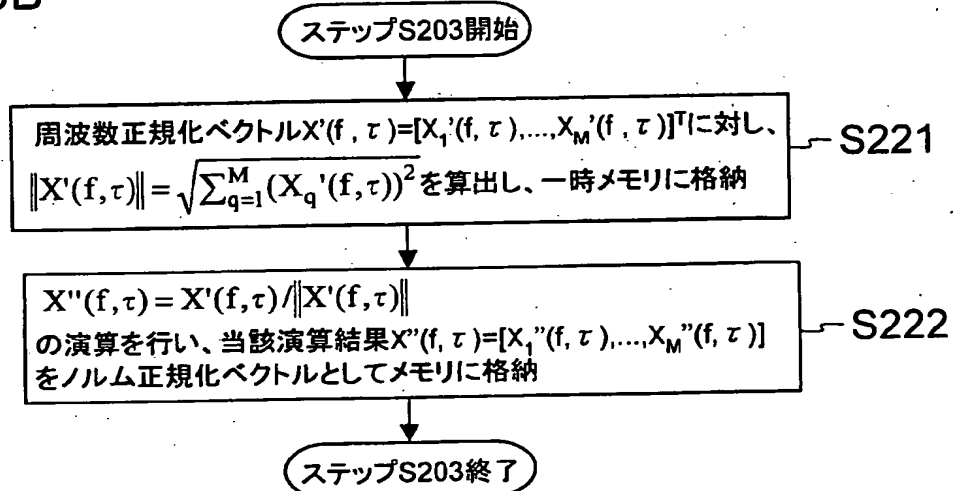 ステップS203開始
周波数正規化ベクトルX'(f, τ)=[X₁'(f, τ),...,X_M'(f, τ)]ᵀに対し、
‖X'(f,τ)‖=√∑_{q=1}^{M}(X_q'(f,τ))²を算出し、一時メモリに格納
S221
X''(f,τ)=X'(f,τ)/‖X'(f,τ)‖
の演算を行い、当該演算結果X''(f, τ)=[X₁''(f, τ),...,X_M''(f, τ)]
をノルム正規化ベクトルとしてメモリに格納
S222
ステップS203終了